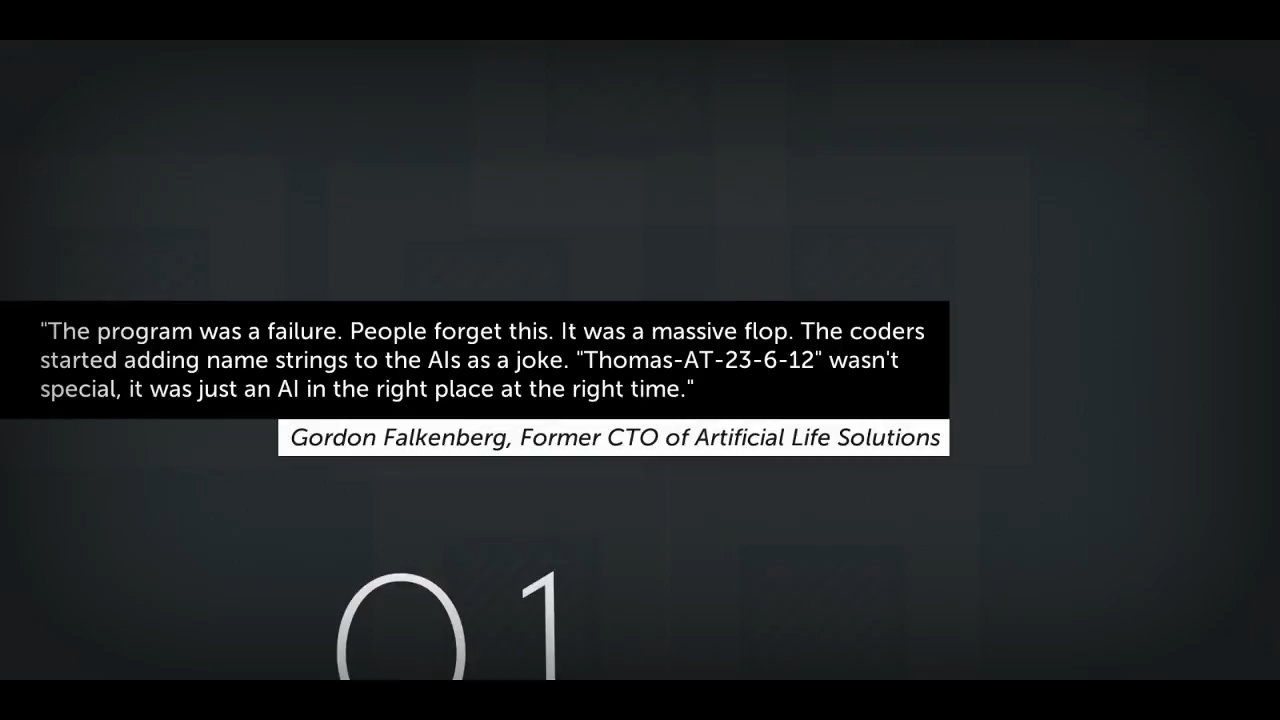 "The program was a failure. People forget this. It was a massive flop. The coders
started adding name strings to the AIs as a joke. "Thomas-AT-23-6-12" wasn't
special, it was just an AI in the right place at the right time."
Gordon Falkenberg, Former CTO of Artificial Life Solutions
01